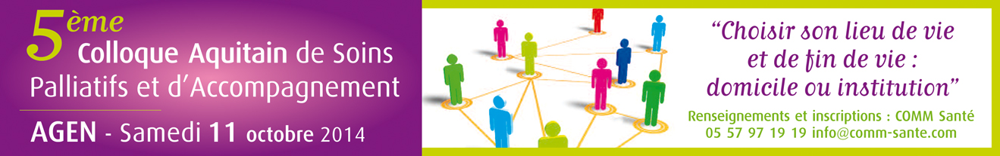 5ème
Colloque Aquitain de Soins
Palliatifs et d'Accompagnement
AGEN - Samedi 11 octobre 2014
“Choisir son lieu de vie
et de fin de vie :
domicile ou institution”
Renseignements et inscriptions : COMM Santé
05 57 97 19 19 info@comm-sante.com